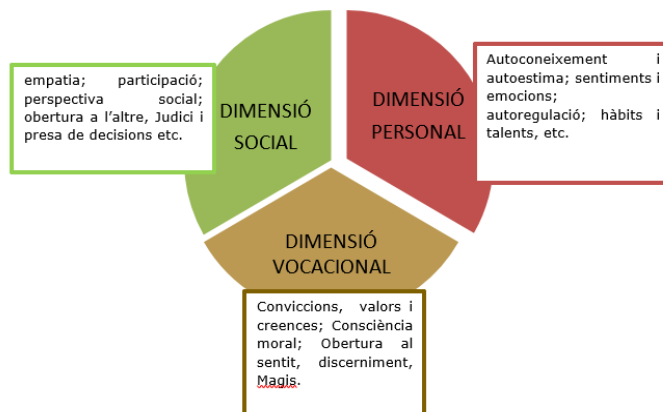 empatia; participació;
perspectiva social;
obertura a l'altre, Judici i
presa de decisions etc.
DIMENSIÓ
SOCIAL
DIMENSIÓ
PERSONAL
Autoconeixement i
autoestima; sentiments i
emocions;
autoregulació; hàbits i
talents, etc.
DIMENSIÓ
VOCACIONAL
Conviccions, valors i
creences; Consciència
moral; Obertura al
sentit, discerniment,
Magis.